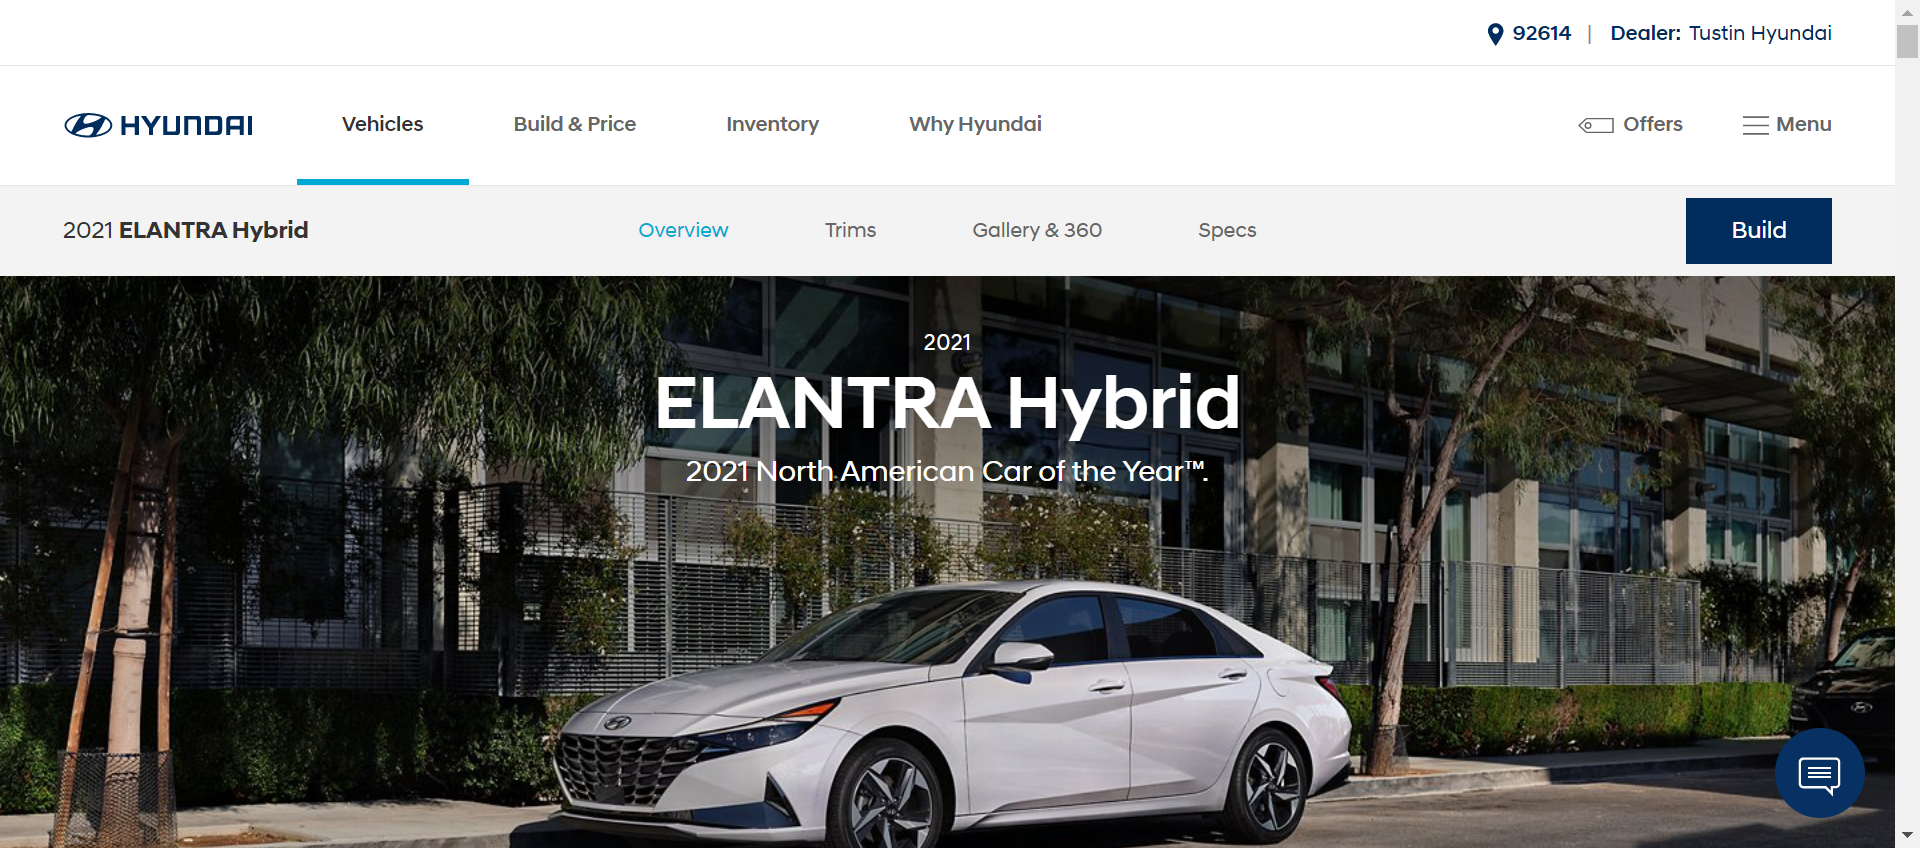 92614 | Dealer: Tustin Hyundai
HYUNDAI Vehicles Build & Price Inventory Why Hyundai Offers Menu
2021 ELANTRA Hybrid Overview Trims Gallery & 360 Specs Build
2021
ELANTRA Hybrid
2021 North American Car of the Year™.